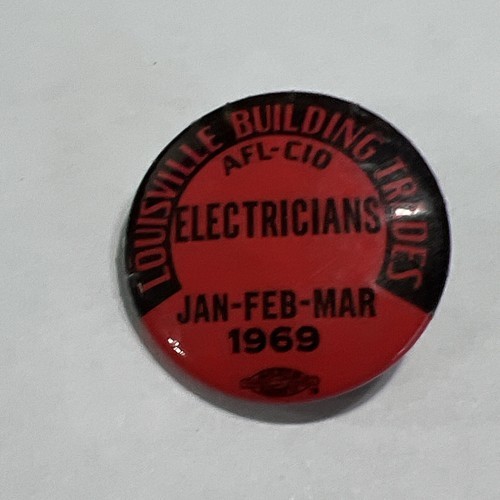 LOUISVILLE BUILDING TRADES
AFL-CIO
ELECTRICIANS
JAN-FEB-MAR
1969